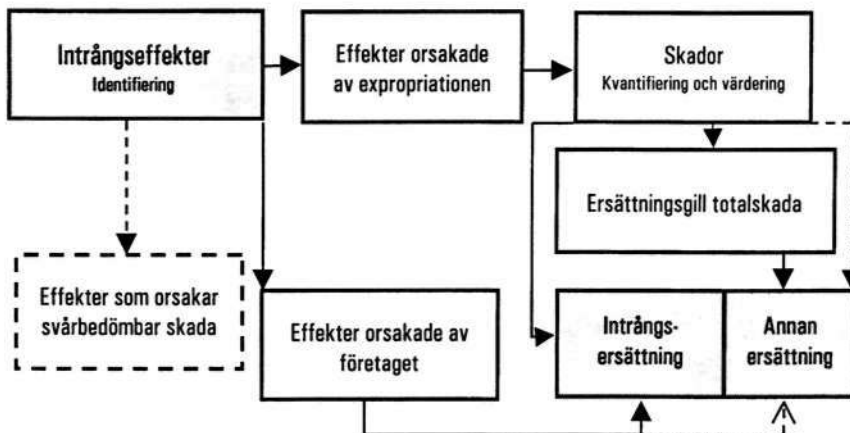 Intrångseffekter
Identifiering
Effekter orsakade
av expropriationen
Skador
Kvantifiering och värdering
Ersättningsgill totalskada
Effekter som orsakar
svårbedömbar skada
Effekter orsakade av
företaget
Intrångs-
ersättning
Annan
ersättning